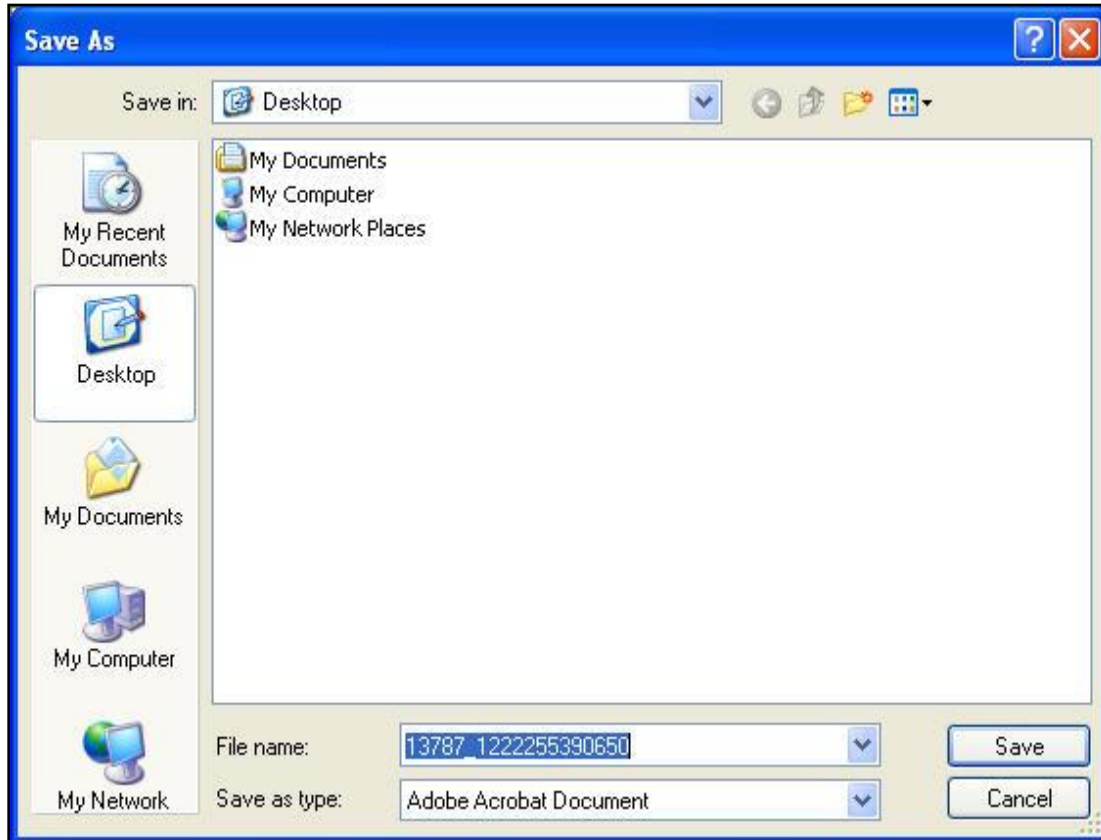 Save As
Save in: Desktop
My Recent
Documents
Desktop
My Documents
My Computer
My Network
My Documents
My Computer
My Network Places
File name: 13787_1222255390650 Save
Save as type: Adobe Acrobat Document Cancel